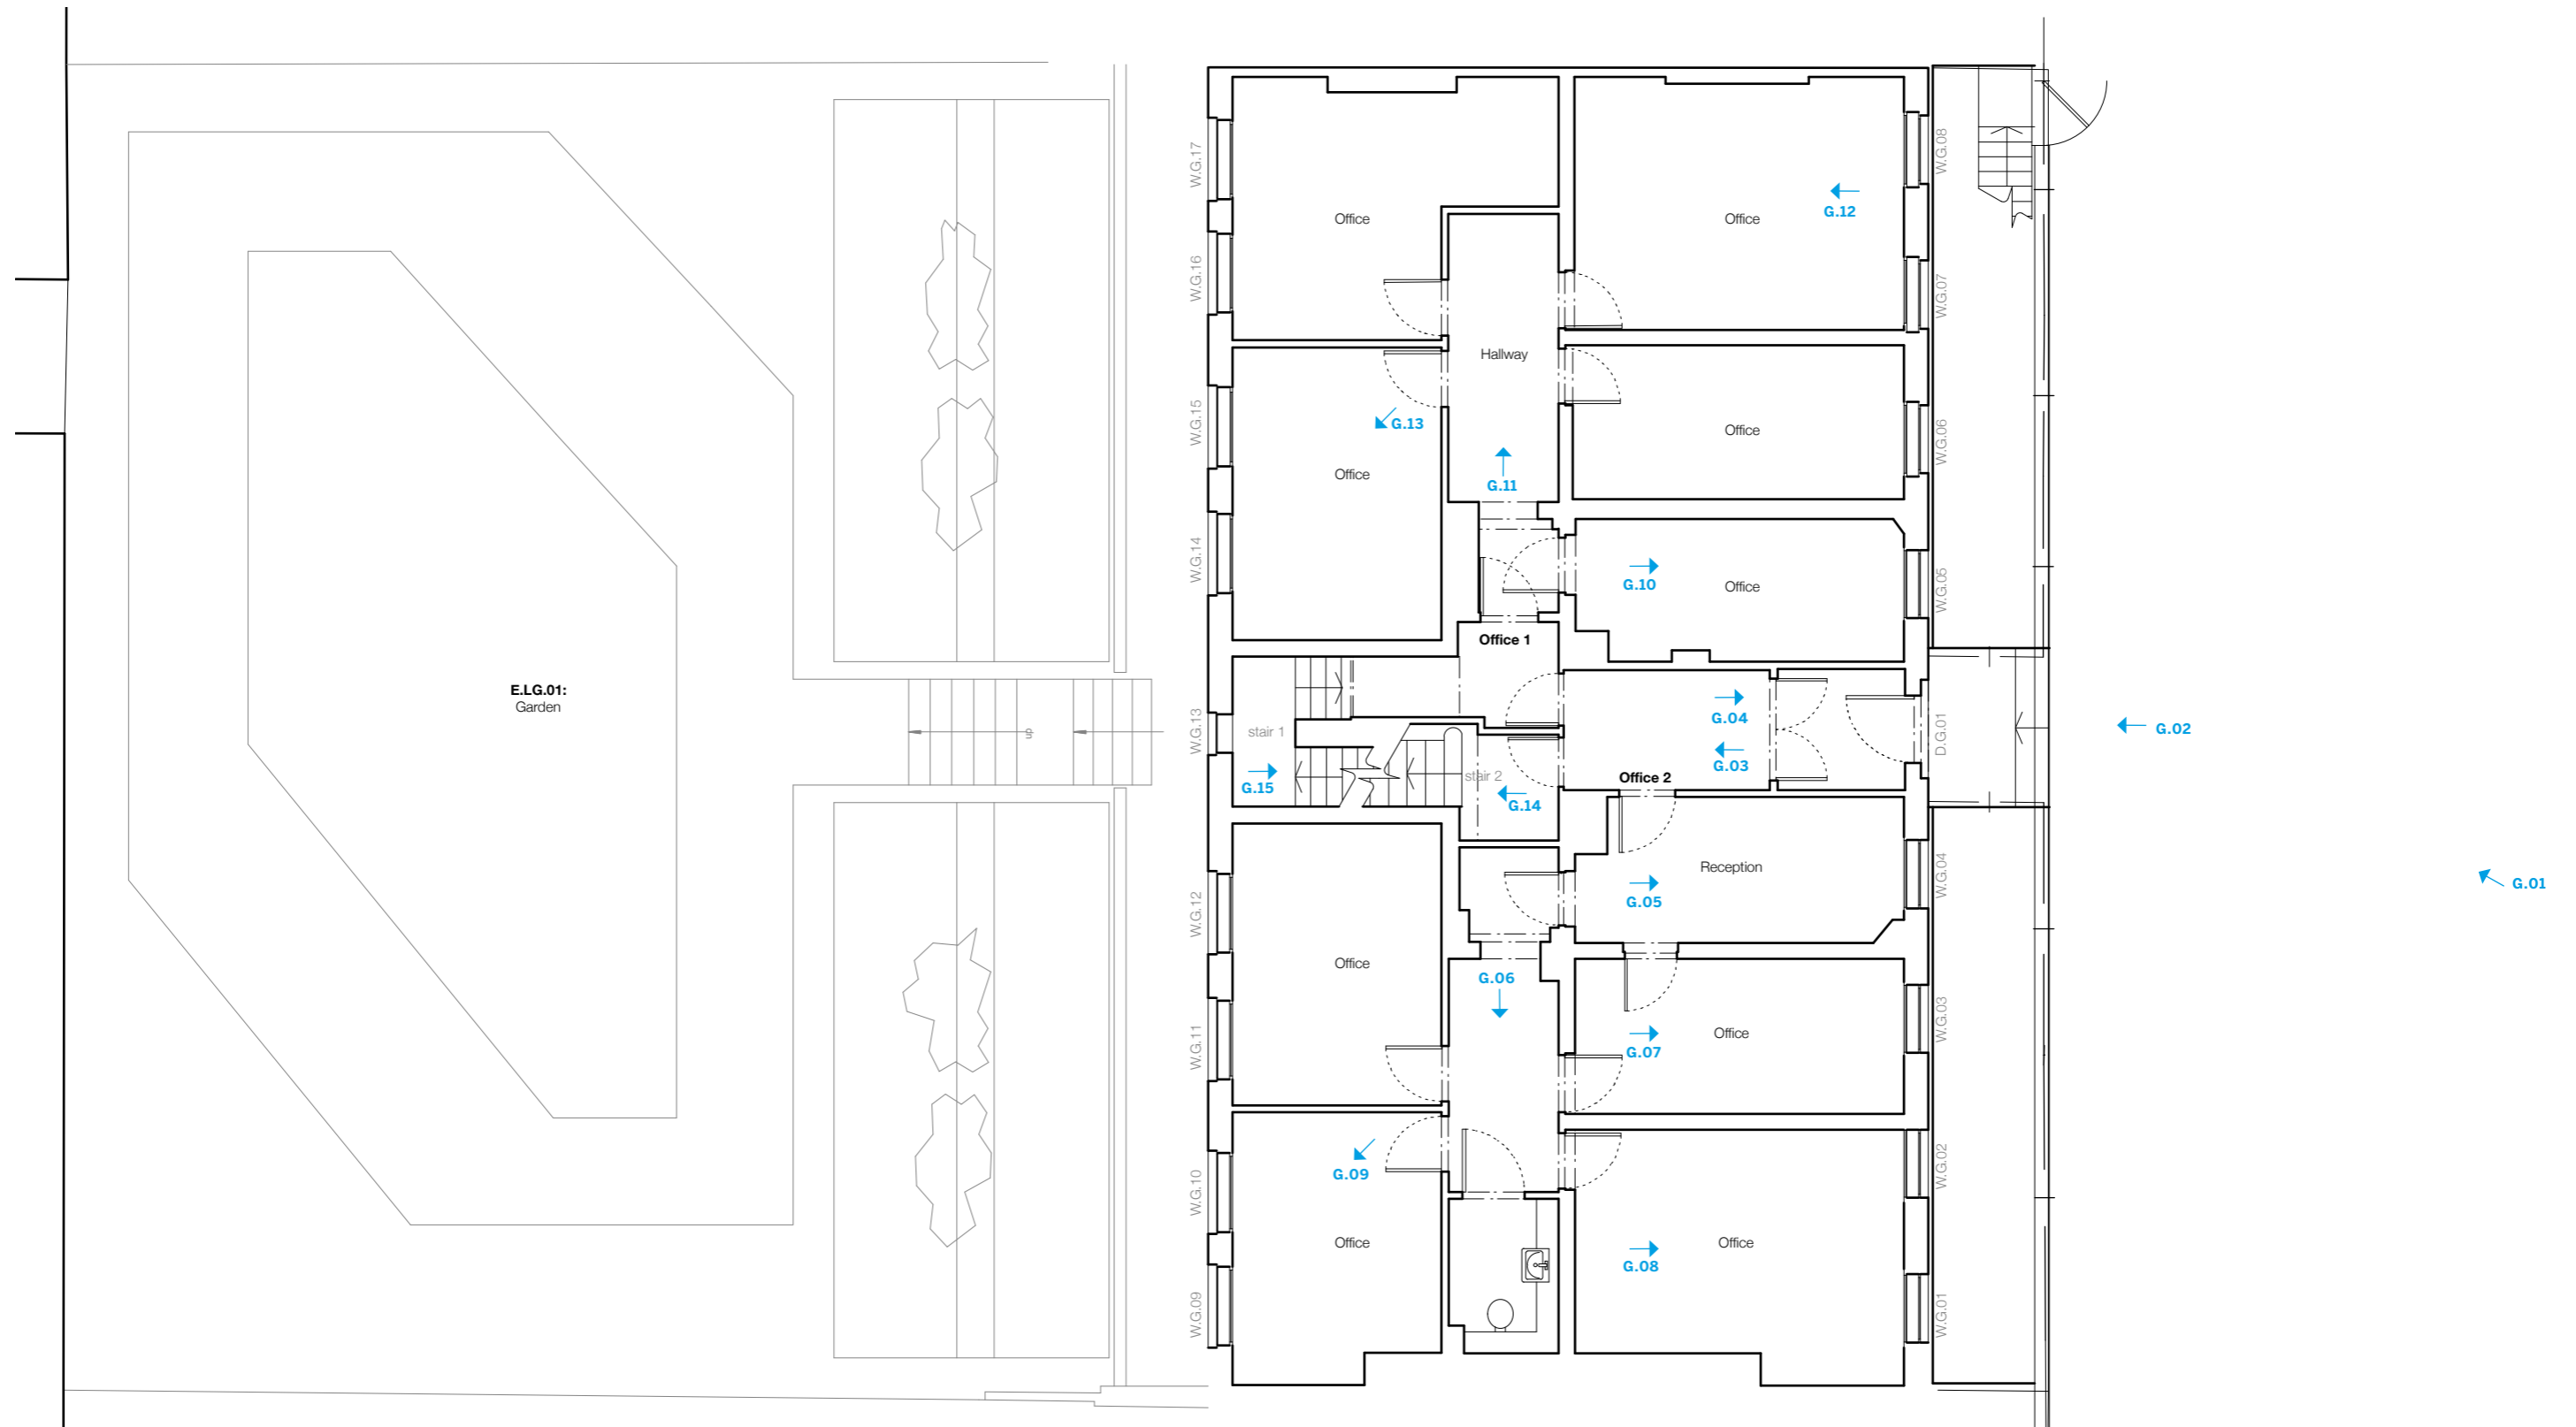 W.G.17
W.G.16
W.G.15
W.G.14
W.G.13
W.G.12
W.G.11
W.G.10
W.G.09
W.G.08
W.G.07
W.G.06
W.G.05
D.G.01
W.G.04
W.G.03
W.G.02
W.G.01
Office
Office
G.12
Hallway
Office
G.13
Office
G.11
G.10
Office
Office 1
E.LG.01:
Garden
dn
stair 1
G.15
stair 2
G.14
G.04
G.03
Office 2
G.02
G.01
Reception
G.05
Office
G.06
Office
G.07
G.09
Office
Office
G.08